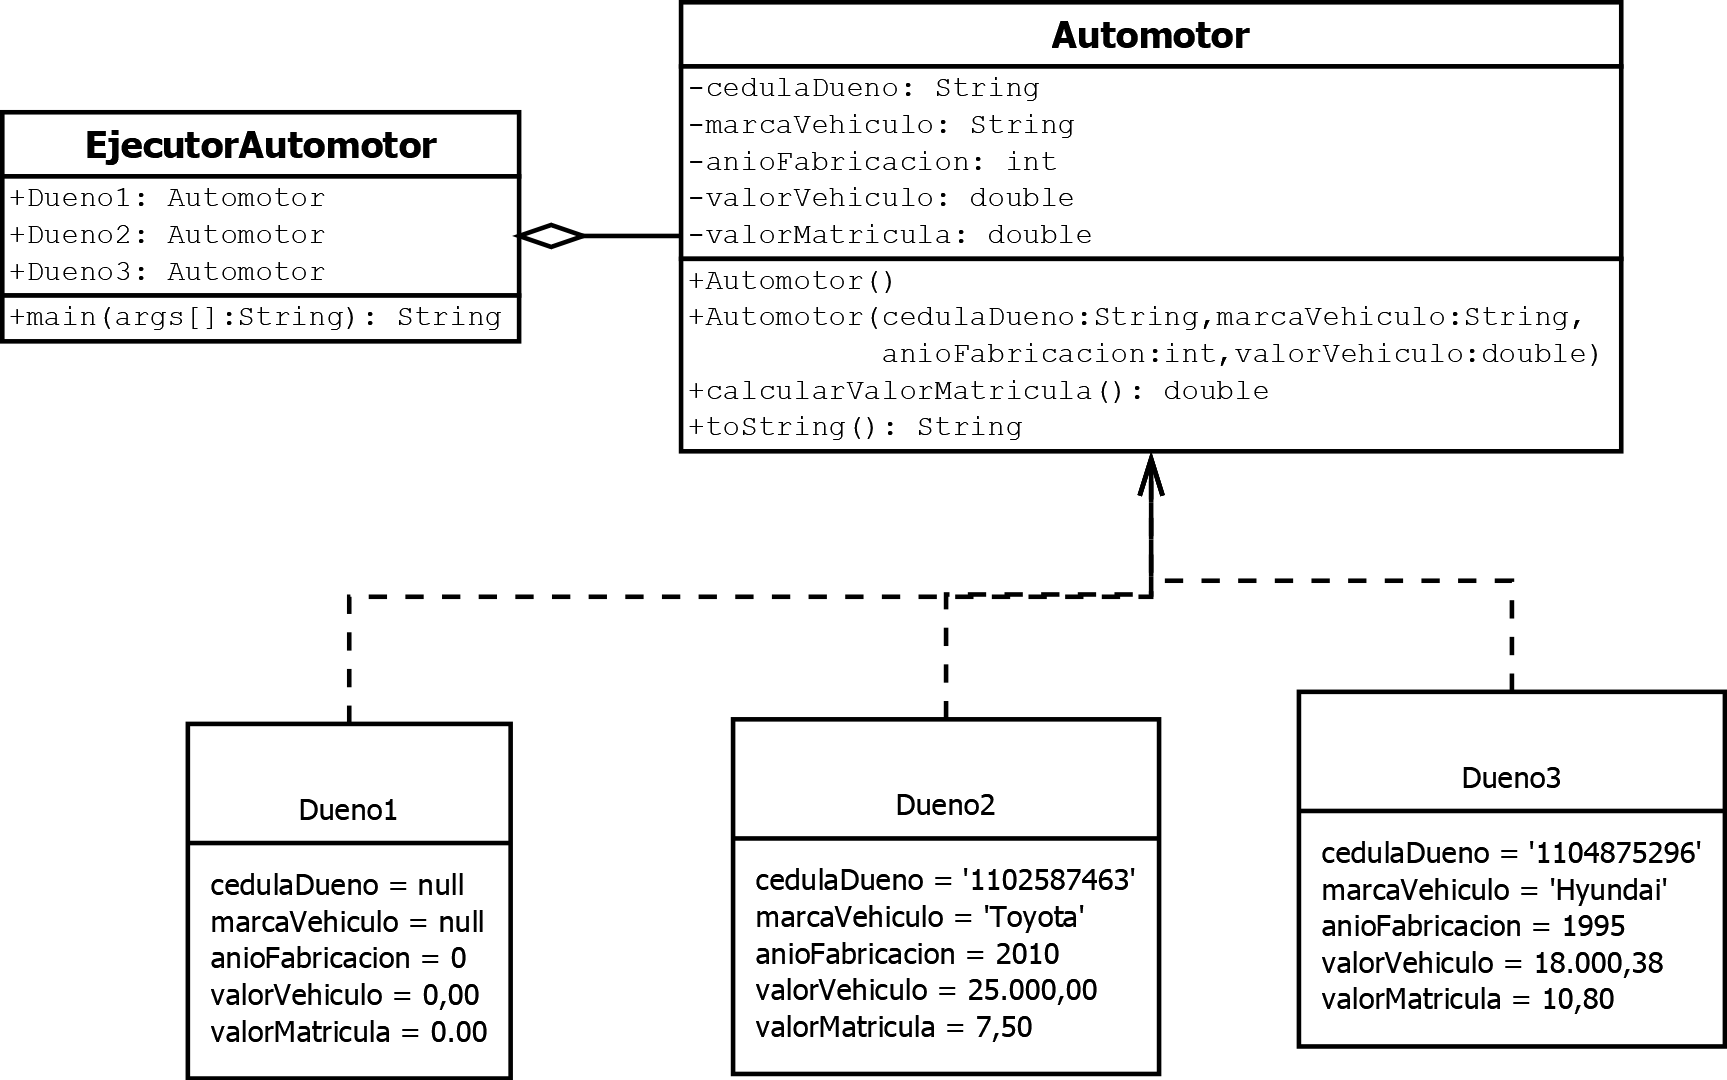 EjecutorAutomotor
+Dueno1: Automotor
+Dueno2: Automotor
+Dueno3: Automotor
+main(args[]:String): String
Automotor
-cedulaDueno: String
-marcaVehiculo: String
-anioFabricacion: int
-valorVehiculo: double
-valorMatricula: double
+Automotor()
+Automotor(cedulaDueno:String,marcaVehiculo:String,
anioFabricacion:int,valorVehiculo:double)
+calcularValorMatricula(): double
+toString(): String
Dueno1
cedulaDueno = null
marcaVehiculo = null
anioFabricacion = 0
valorVehiculo = 0,00
valorMatricula = 0.00
Dueno2
cedulaDueno = '1102587463'
marcaVehiculo = 'Toyota'
anioFabricacion = 2010
valorVehiculo = 25.000,00
valorMatricula = 7,50
Dueno3
cedulaDueno = '1104875296'
marcaVehiculo = 'Hyundai'
anioFabricacion = 1995
valorVehiculo = 18.000,38
valorMatricula = 10,80